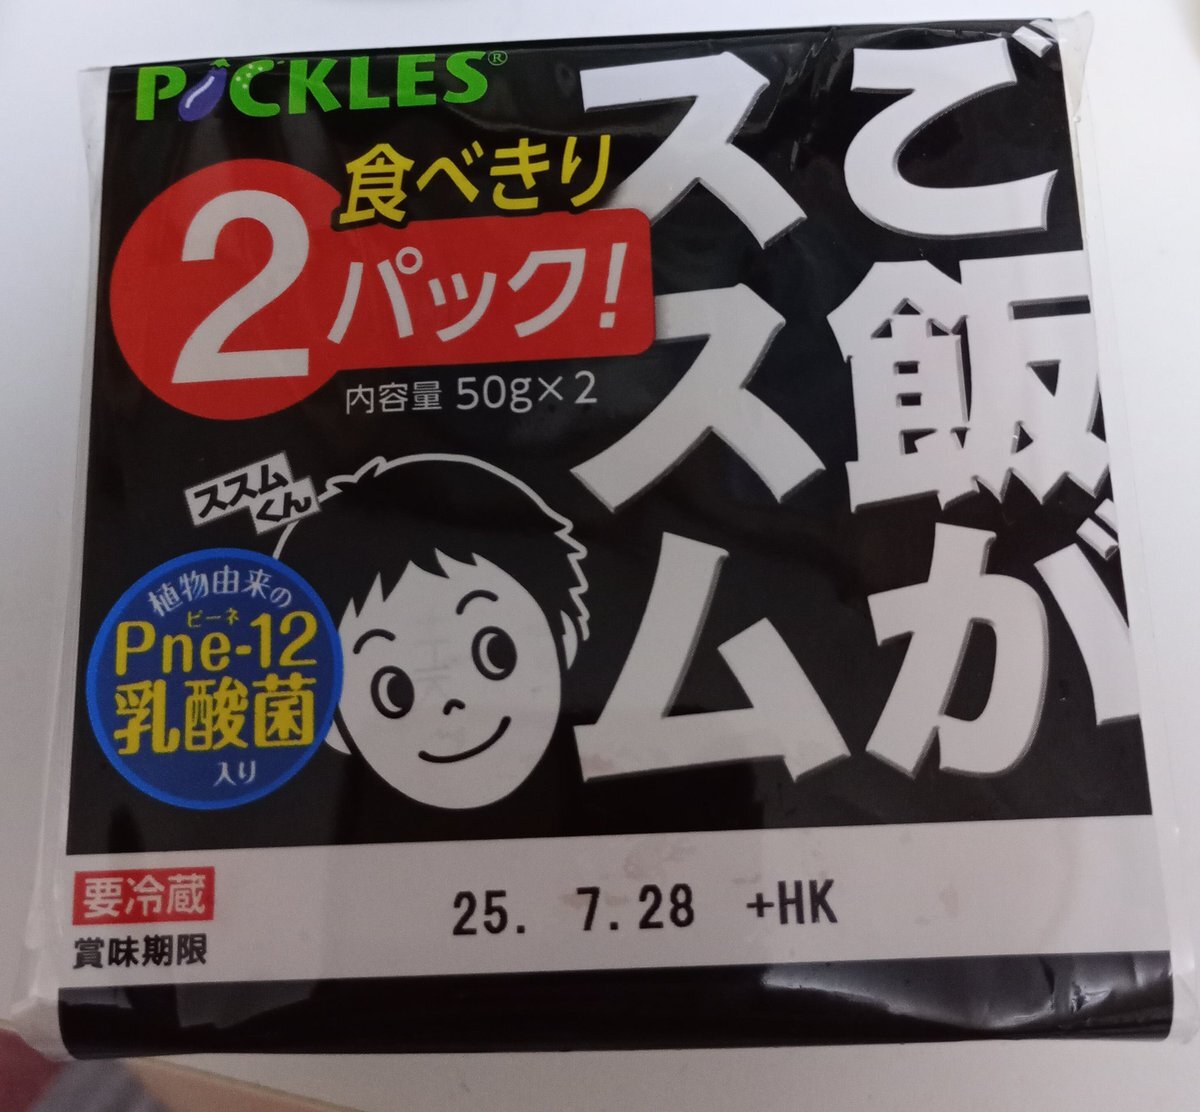 PICKLES®
ご飯が
ススム
食べきり
2パック!
内容量 50g×2
ススム
くん
植物由来の
ピーネ
Pne-12
乳酸菌
入り
要冷蔵
賞味期限
25. 7.28 +HK